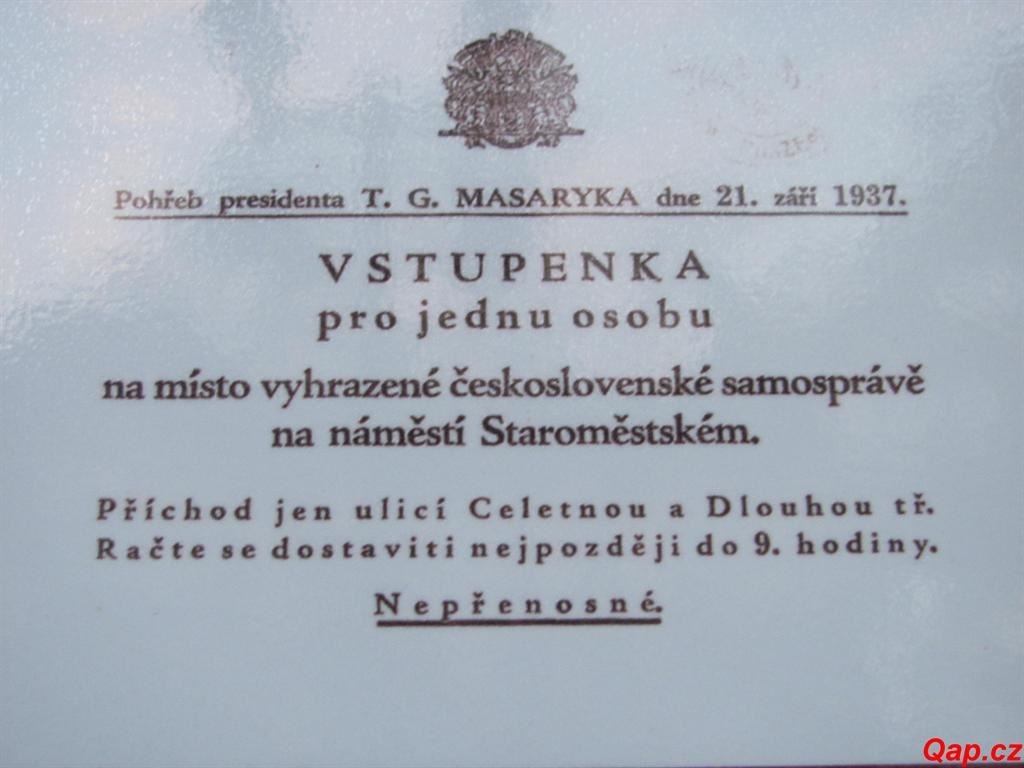 Pohřeb presidenta T. G. MASARYKA dne 21. září 1937.
VSTUPENKA
pro jednu osobu
na místo vyhrazené československé samosprávě
na náměstí Staroměstském.
Příchod jen ulicí Celetnou a Dlouhou tř.
Račte se dostaviti nejpozději do 9. hodiny.
Nepřenosné.
Qap.cz